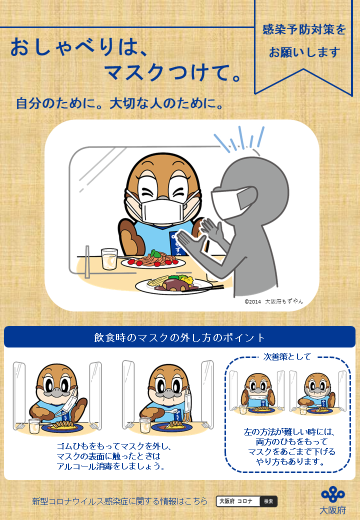 感染予防対策を
お願いします
おしゃべりは、
マスクつけて。
自分のために。大切な人のために。
©2014 大阪府もずやん
飲食時のマスクの外し方のポイント
ゴムひもをもってマスクを外し、
マスクの表面に触ったときは
アルコール消毒をしましょう。
次善策として
左の方法が難しい時には、
両方のひもをもって
マスクをあごまで下げる
やり方もあります。
新型コロナウイルス感染症に関する情報はこちら
大阪府 コロナ 検索
大阪府